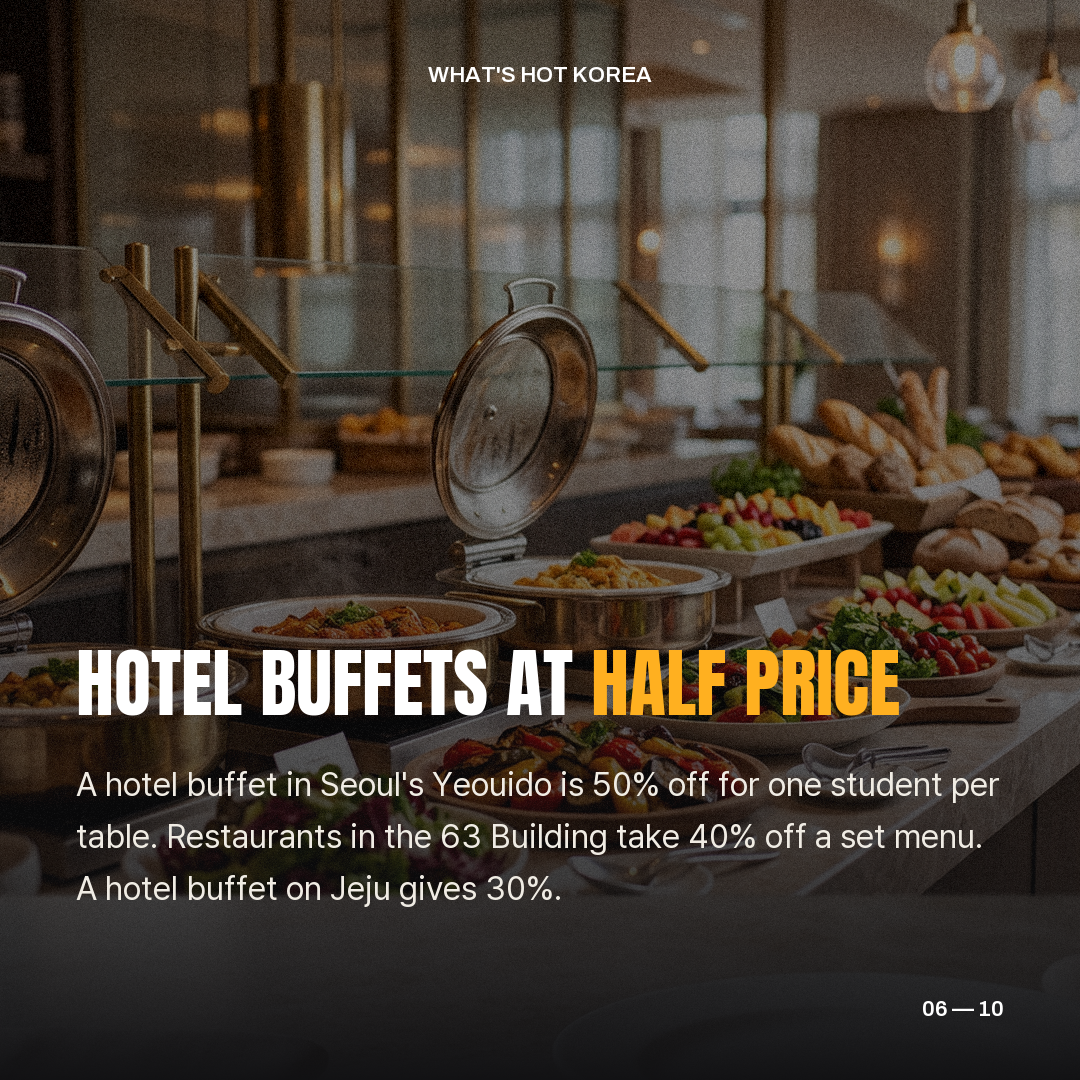 WHAT'S HOT KOREA
HOTEL BUFFETS AT HALF PRICE
A hotel buffet in Seoul's Yeouido is 50% off for one student per
table. Restaurants in the 63 Building take 40% off a set menu.
A hotel buffet on Jeju gives 30%.
06 — 10